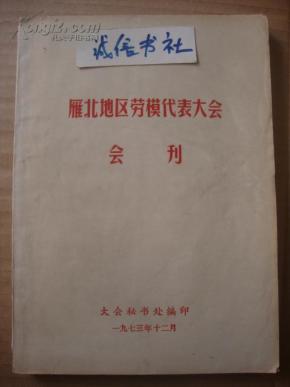 诚信书社
雁北地区劳模代表大会
会刊
大会秘书处编印
一九七三年十二月